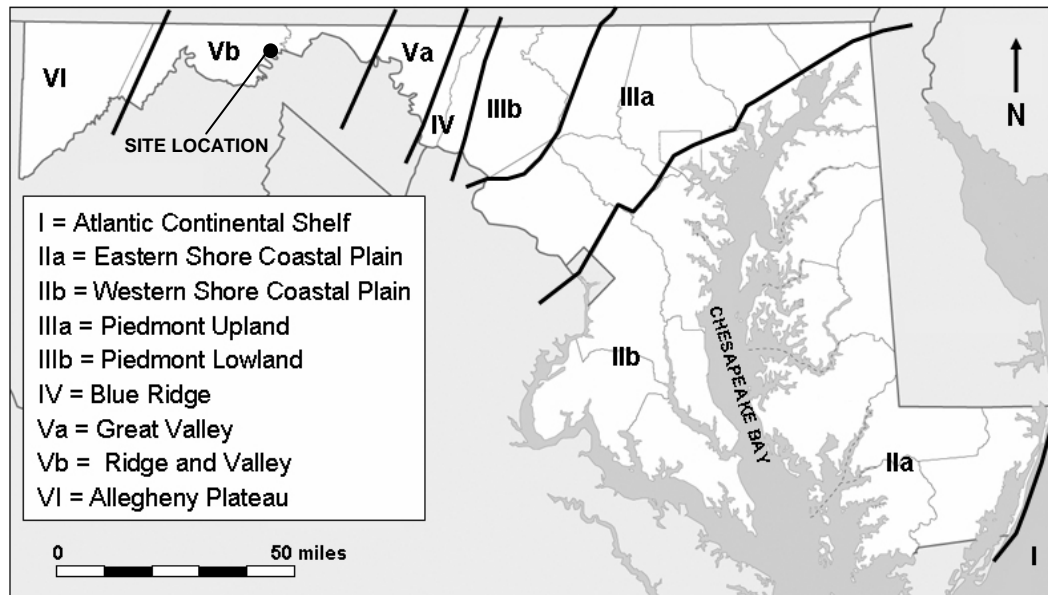 VI
Vb
Va
IV
IIIb
IIIa
N
SITE LOCATION
I = Atlantic Continental Shelf
IIa = Eastern Shore Coastal Plain
IIb = Western Shore Coastal Plain
IIIa = Piedmont Upland
IIIb = Piedmont Lowland
IV = Blue Ridge
Va = Great Valley
Vb = Ridge and Valley
VI = Allegheny Plateau
CHESAPEAKE BAY
IIb
IIa
I
0 50 miles